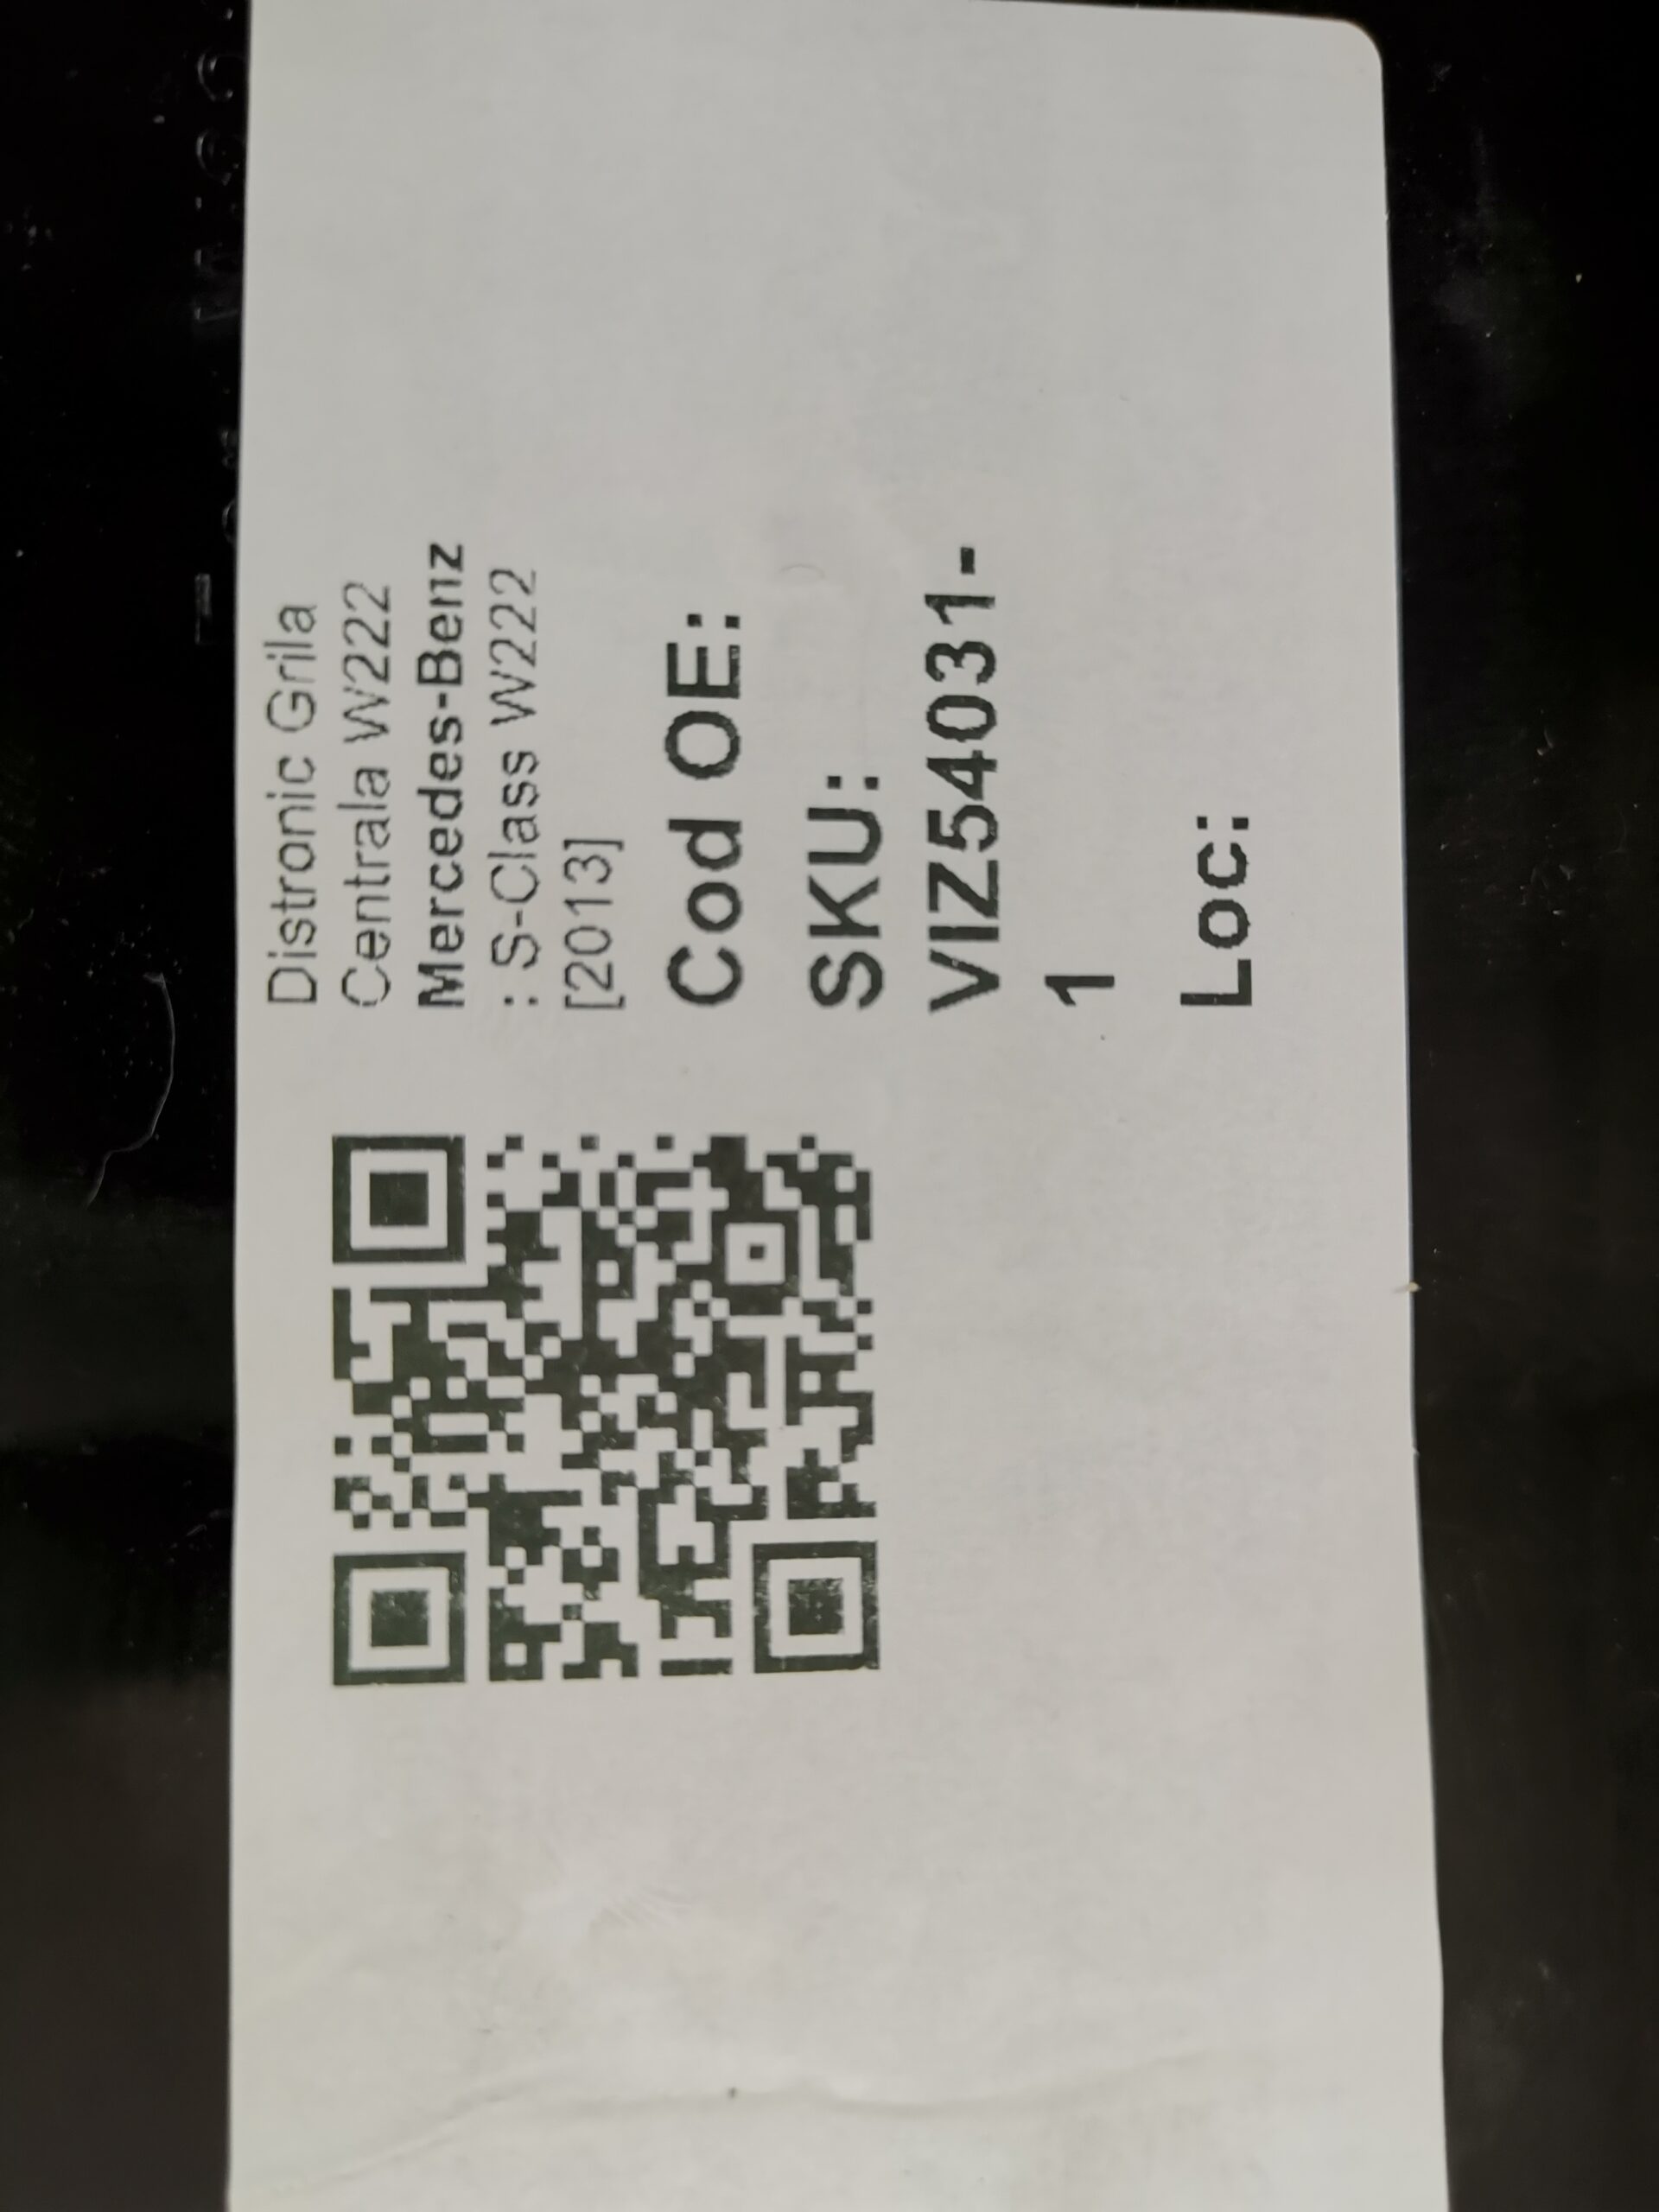 Distronic Grila
Centrala W222
Mercedes-Benz
: S-Class W222
[2013]
Cod OE:
SKU:
VIZ54031-
1
Loc: